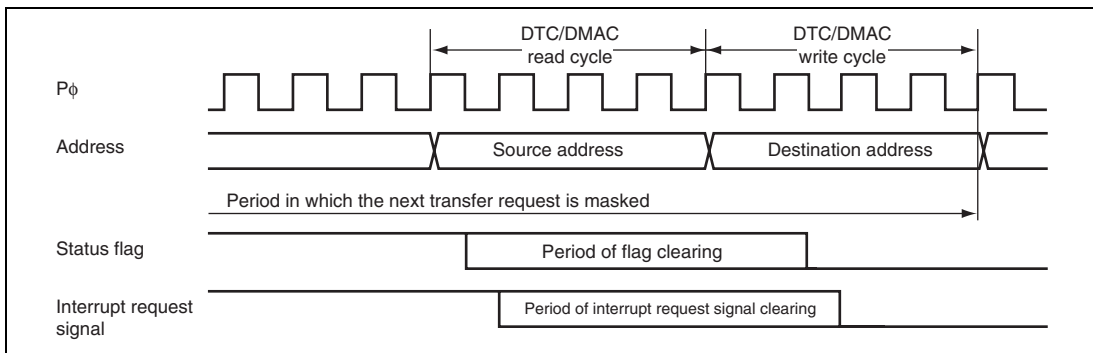 DTC/DMAC
read cycle
DTC/DMAC
write cycle
Pϕ
Address
Source address
Destination address
Period in which the next transfer request is masked
Status flag
Period of flag clearing
Interrupt request
signal
Period of interrupt request signal clearing